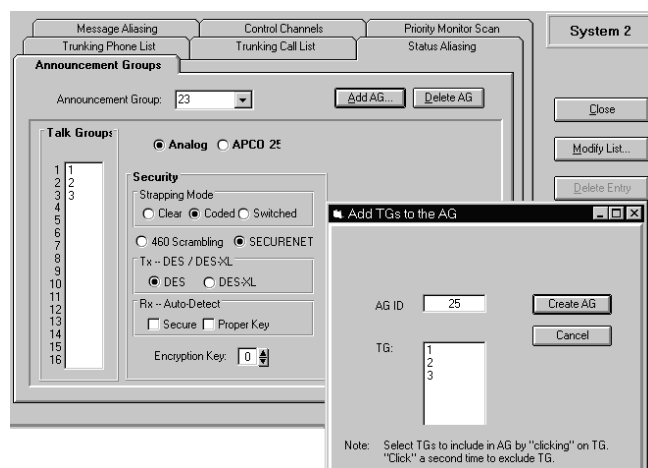 Message Aliasing Control Channels Priority Monitor Scan
Trunking Phone List Trunking Call List Status Aliasing
Announcement Groups
System 2
Announcement Group: 23 Add AG... Delete AG
Close
Modify List...
Delete Entry
Talk Groups
1 1
2 2
3 3
4
5
6
7
8
9
10
11
12
13
14
15
16
Analog APCO 25
Security
Strapping Mode
Clear Coded Switched
460 Scrambling SECURENET
Tx -- DES / DES-XL
DES DES-XL
Rx -- Auto-Detect
Secure Proper Key
Encryption Key: 0
Add TGs to the AG
AG ID 25 Create AG
Cancel
TG: 1
2
3
Note: Select TGs to include in AG by "clicking" on TG.
"Click" a second time to exclude TG.